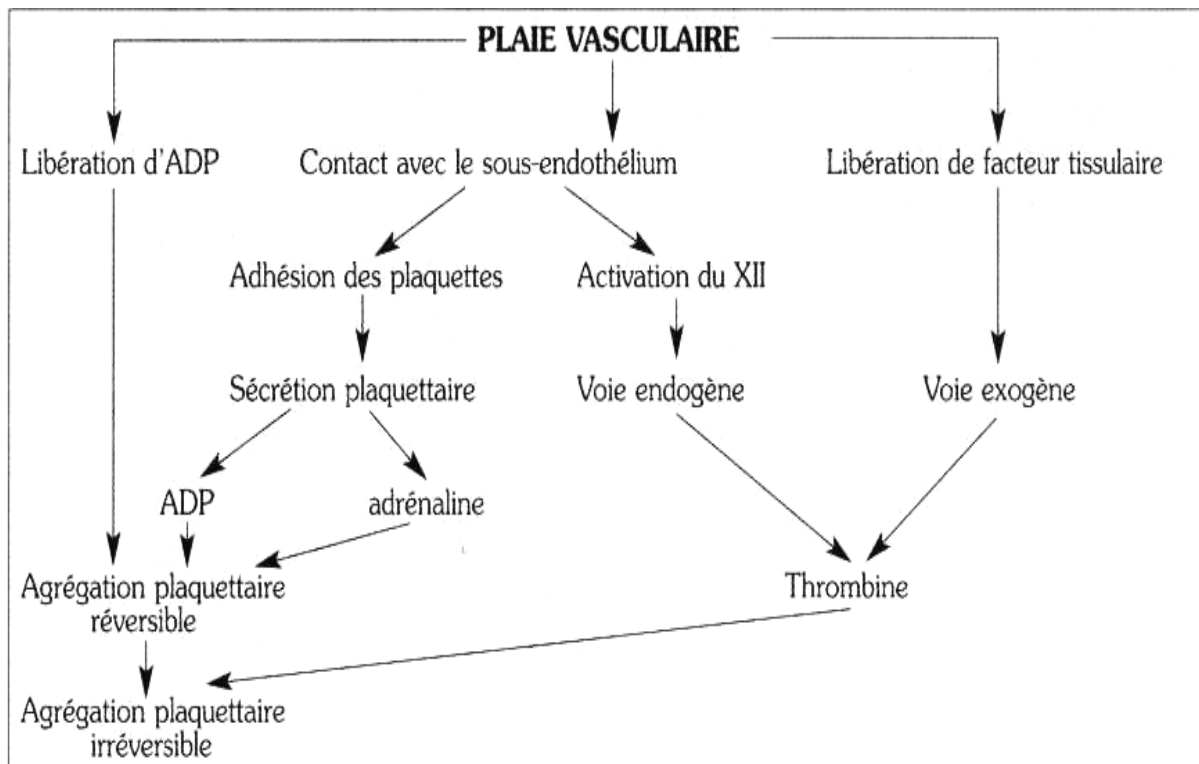 PLAIE VASCULAIRE
Libération d'ADP
Contact avec le sous-endothélium
Libération de facteur tissulaire
Adhésion des plaquettes
Activation du XII
Sécrétion plaquettaire
Voie endogène
Voie exogène
ADP
adrénaline
Agrégation plaquettaire
réversible
Thrombine
Agrégation plaquettaire
irréversible